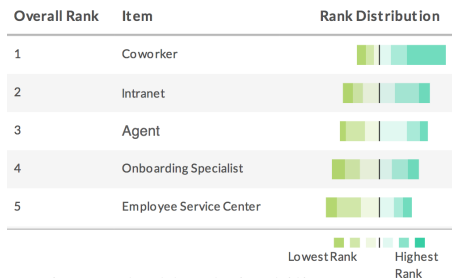 Overall Rank Item Rank Distribution
1 Coworker
2 Intranet
3 Agent
4 Onboarding Specialist
5 Employee Service Center
Lowest Rank Highest
Rank